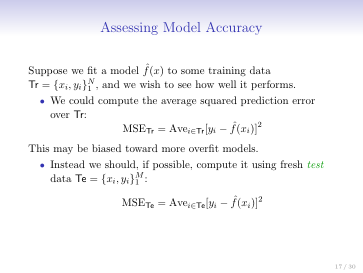 Assessing Model Accuracy
Suppose we fit a model f̂(x) to some training data
Tr = {xᵢ, yᵢ}₁ᴺ, and we wish to see how well it performs.
• We could compute the average squared prediction error
over Tr:
MSE_Tr = Ave_{i∈Tr}[yᵢ − f̂(xᵢ)]²
This may be biased toward more overfit models.
• Instead we should, if possible, compute it using fresh test
data Te = {xᵢ, yᵢ}₁ᴹ:
MSE_Te = Ave_{i∈Te}[yᵢ − f̂(xᵢ)]²
17 / 30